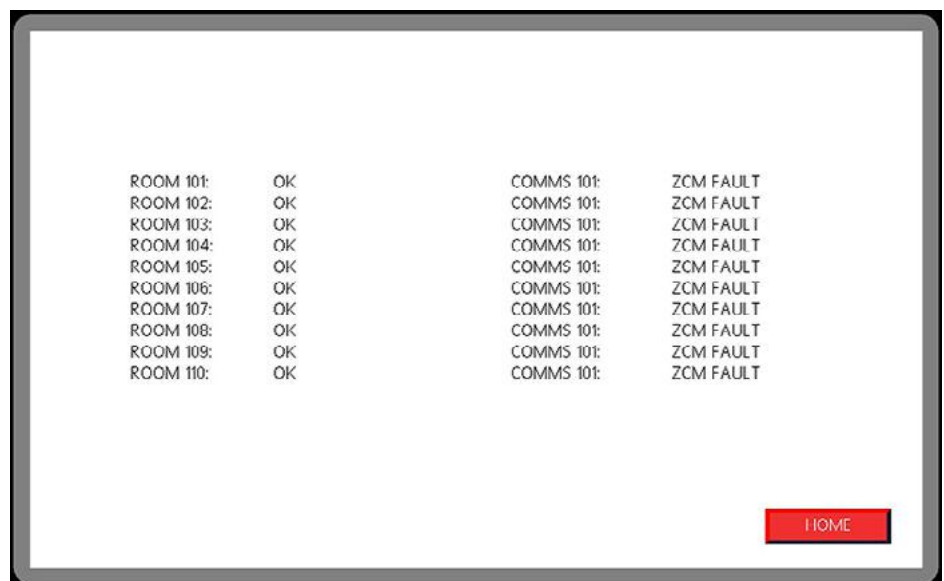 ROOM 101: OK COMMS 101: ZCM FAULT
ROOM 102: OK COMMS 101: ZCM FAULT
ROOM 103: OK COMMS 101: ZCM FAULT
ROOM 104: OK COMMS 101: ZCM FAULT
ROOM 105: OK COMMS 101: ZCM FAULT
ROOM 106: OK COMMS 101: ZCM FAULT
ROOM 107: OK COMMS 101: ZCM FAULT
ROOM 108: OK COMMS 101: ZCM FAULT
ROOM 109: OK COMMS 101: ZCM FAULT
ROOM 110: OK COMMS 101: ZCM FAULT
HOME